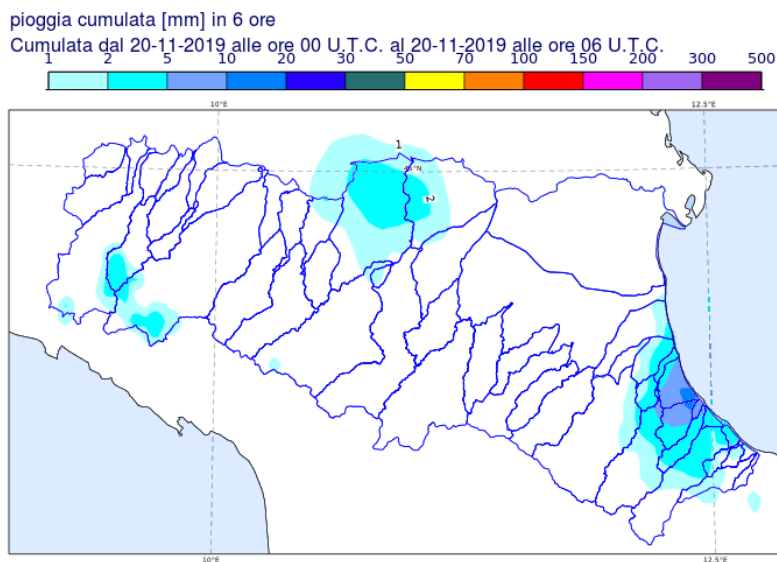 pioggia cumulata [mm] in 6 ore
Cumulata dal 20-11-2019 alle ore 00 U.T.C. al 20-11-2019 alle ore 06 U.T.C.
1 2 5 10 20 30 50 70 100 150 200 300 500
10°E 12.5°E
1
2
10°E 12.5°E